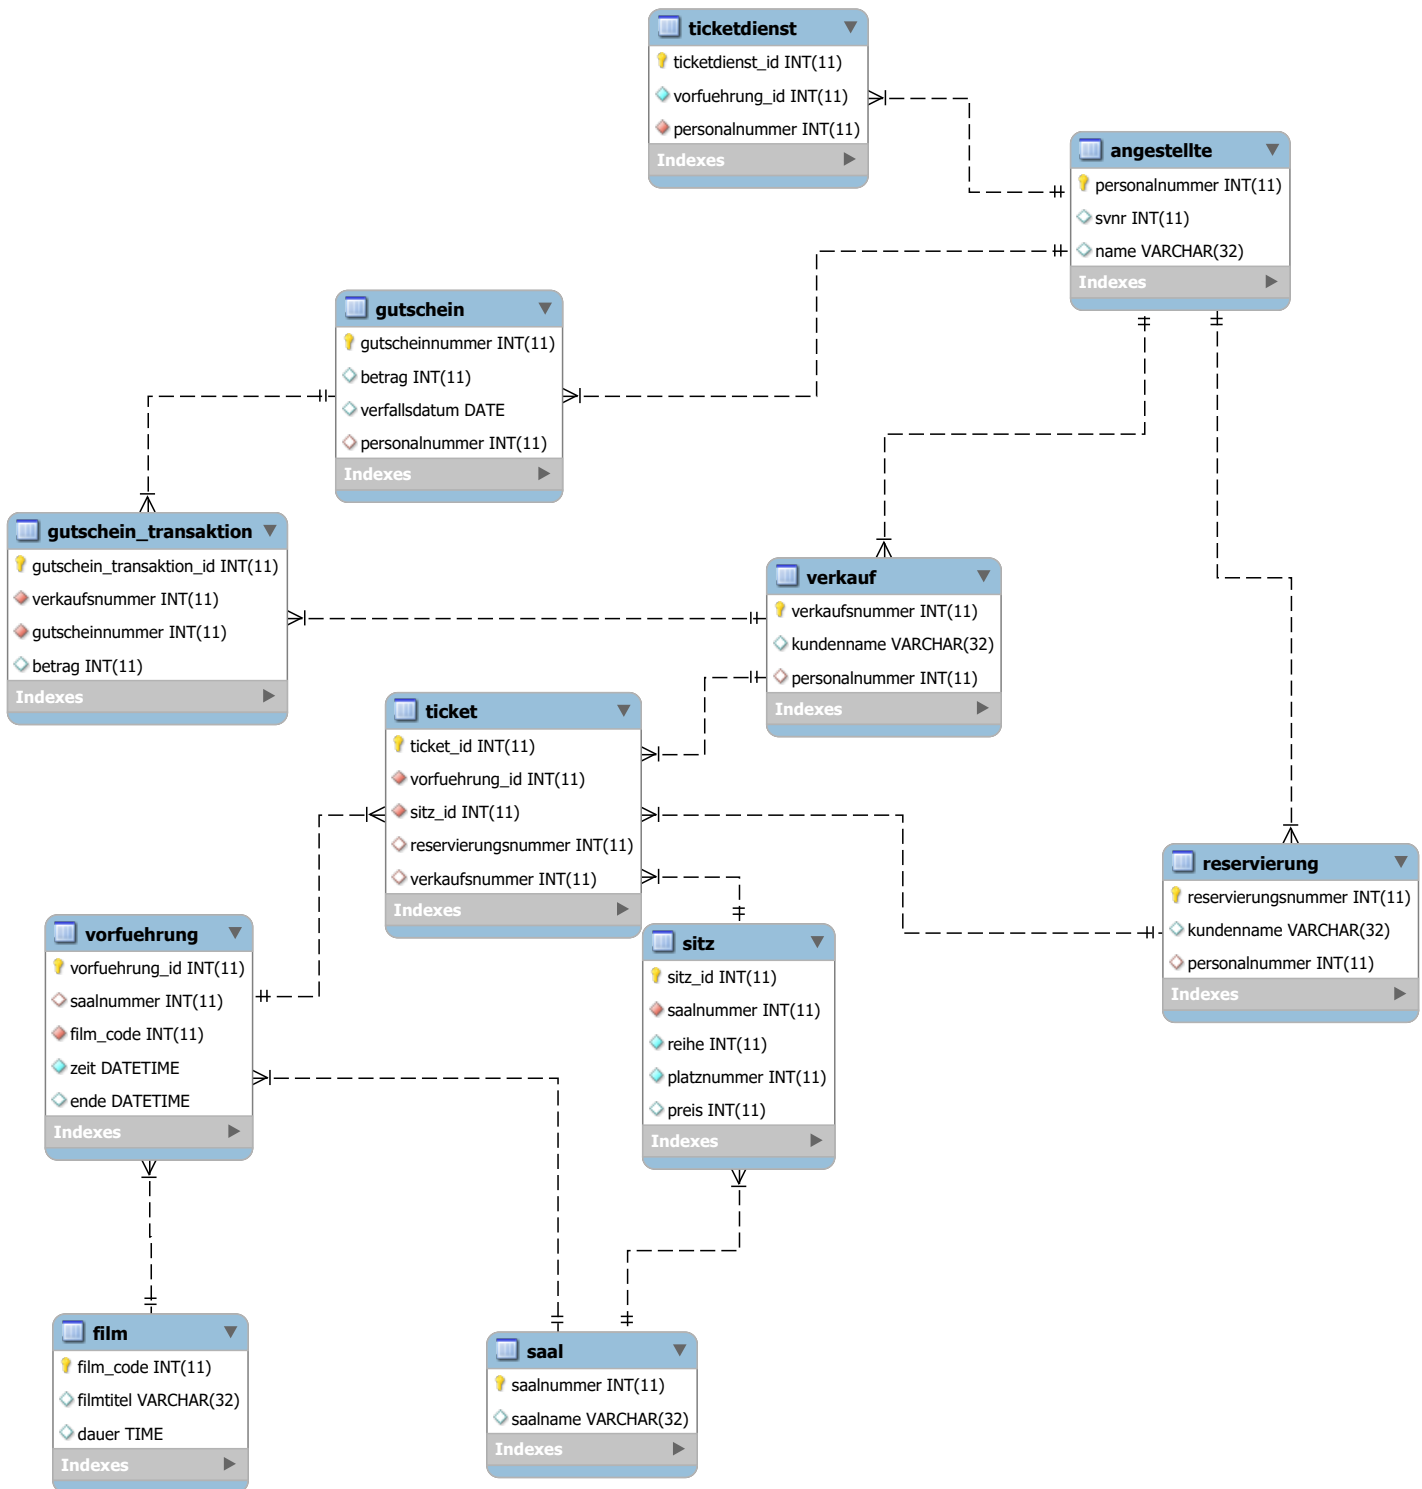 ticketdienst
ticketdienst_id INT(11)
vorfuehrung_id INT(11)
personalnummer INT(11)
Indexes
angestellte
personalnummer INT(11)
svnr INT(11)
name VARCHAR(32)
Indexes
gutschein
gutscheinnummer INT(11)
betrag INT(11)
verfallsdatum DATE
personalnummer INT(11)
Indexes
gutschein_transaktion
gutschein_transaktion_id INT(11)
verkaufsnummer INT(11)
gutscheinnummer INT(11)
betrag INT(11)
Indexes
verkauf
verkaufsnummer INT(11)
kundenname VARCHAR(32)
personalnummer INT(11)
Indexes
ticket
ticket_id INT(11)
vorfuehrung_id INT(11)
sitz_id INT(11)
reservierungsnummer INT(11)
verkaufsnummer INT(11)
Indexes
reservierung
reservierungsnummer INT(11)
kundenname VARCHAR(32)
personalnummer INT(11)
Indexes
vorfuehrung
vorfuehrung_id INT(11)
saalnummer INT(11)
film_code INT(11)
zeit DATETIME
ende DATETIME
Indexes
sitz
sitz_id INT(11)
saalnummer INT(11)
reihe INT(11)
platznummer INT(11)
preis INT(11)
Indexes
film
film_code INT(11)
filmtitel VARCHAR(32)
dauer TIME
Indexes
saal
saalnummer INT(11)
saalname VARCHAR(32)
Indexes